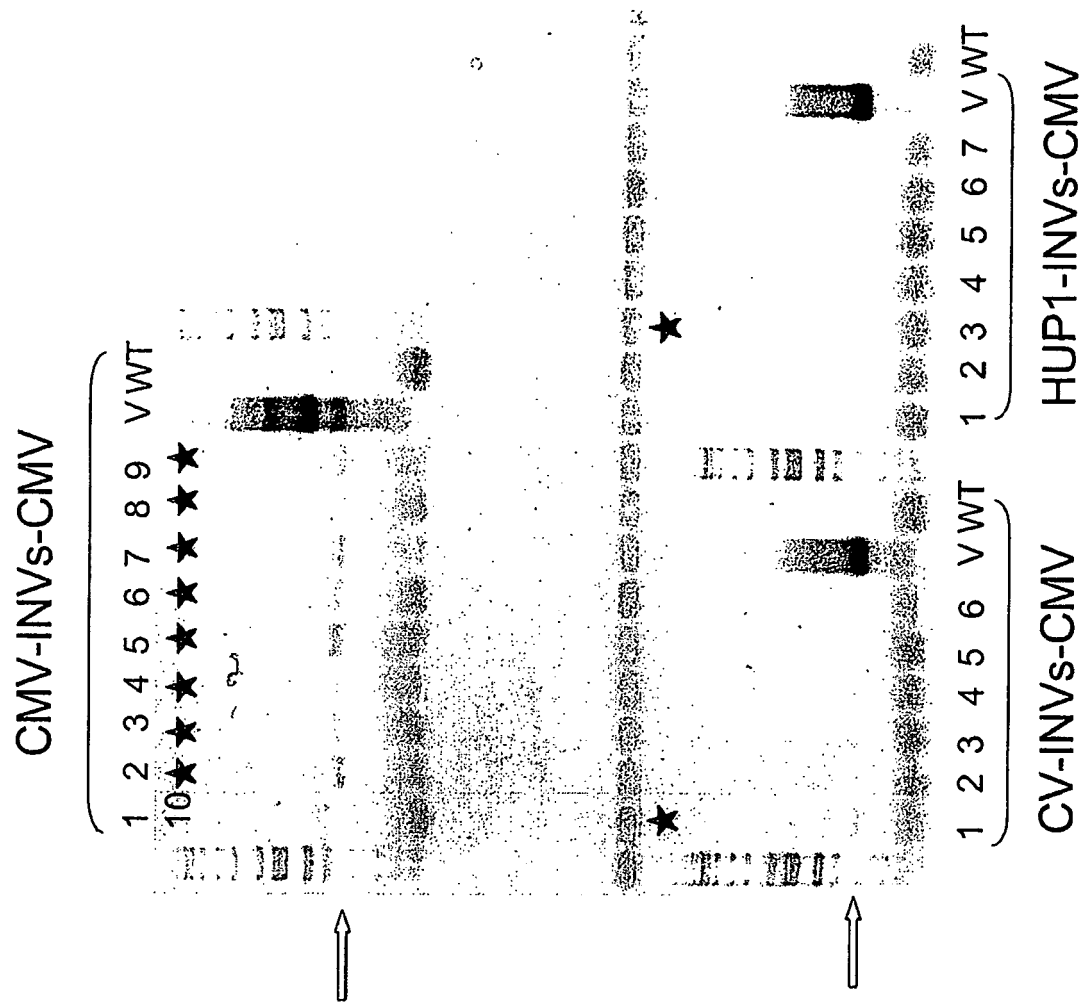 CMV-INVs-CMV
1 2 3 4 5 6 7 8 9 V WT
10
1 2 3 4 5 6 V WT 1 2 3 4 5 6 7 V WT
CV-INVs-CMV HUP1-INVs-CMV